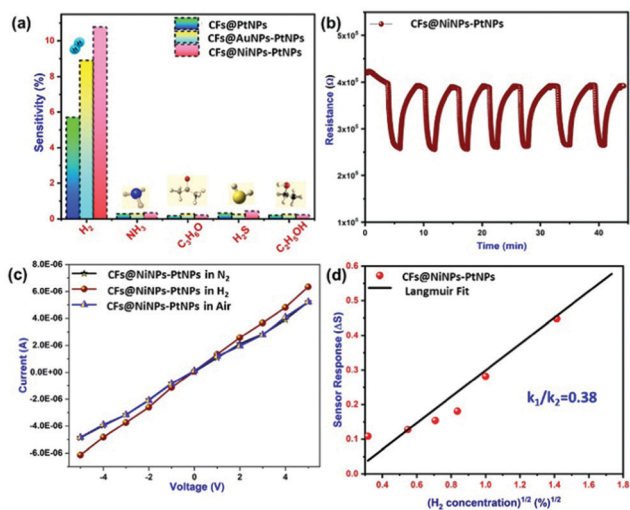 (a)
CFs@PtNPs
CFs@AuNPs-PtNPs
CFs@NiNPs-PtNPs
Sensitivity (%)
10
8
6
4
2
0
H₂
NH₃
C₃H₆O
H₂S
C₂H₅OH
(b)
CFs@NiNPs-PtNPs
Resistance (Ω)
5x10⁵
4x10⁵
3x10⁵
2x10⁵
1x10⁵
0
10
20
30
40
Time (min)
(c)
CFs@NiNPs-PtNPs in N₂
CFs@NiNPs-PtNPs in H₂
CFs@NiNPs-PtNPs in Air
Current (A)
8.0E-06
6.0E-06
4.0E-06
2.0E-06
0.0E+00
-2.0E-06
-4.0E-06
-6.0E-06
-4
-2
0
2
4
Voltage (V)
(d)
CFs@NiNPs-PtNPs
Langmuir Fit
Sensor Response (ΔS)
0.6
0.5
0.4
0.3
0.2
0.1
0.0
k₁/k₂=0.38
0.4
0.6
0.8
1.0
1.2
1.4
1.6
1.8
(H₂ concentration)¹/² (%)¹/²